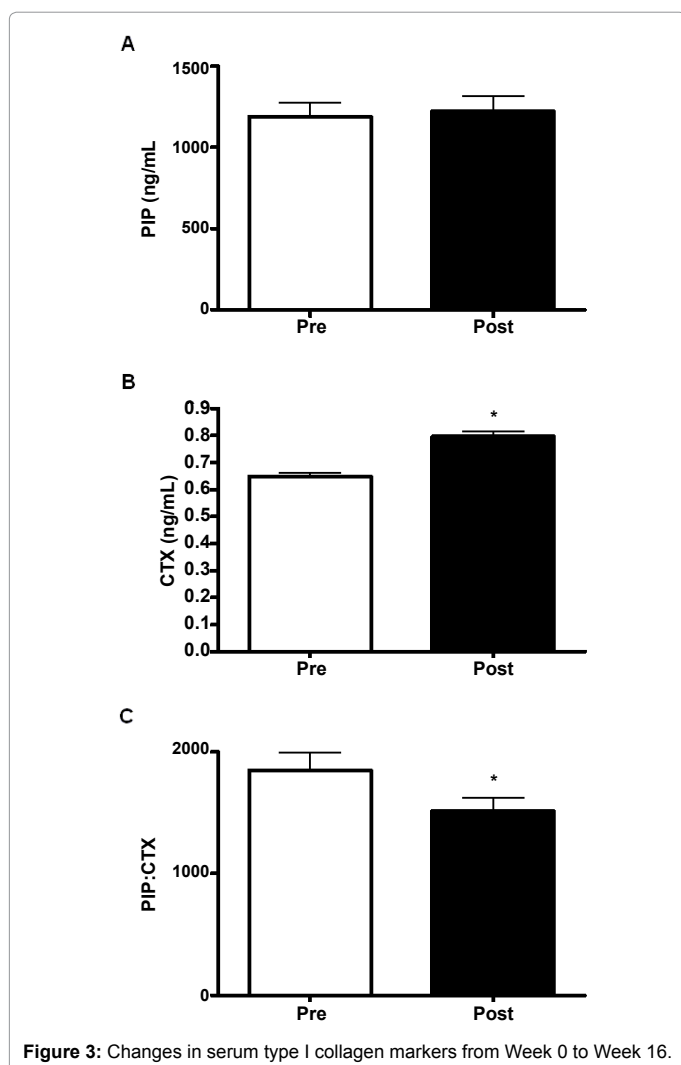 A
1500
1000
500
0
PIP (ng/mL
Pre Post
B
*
0.9
0.8
0.7
0.6
0.5
0.4
0.3
0.2
0.1
0.0
CTX (ng/mL)
Pre Post
C
2000
*
1000
0
PIP:CTX
Pre Post
Figure 3: Changes in serum type I collagen markers from Week 0 to Week 16.